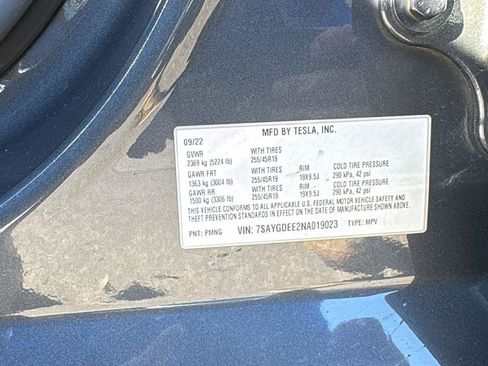 MFD BY TESLA, INC.
09/22
GVWR WITH TIRES
2369 kg (5224 lb) 255/45R19
GAWR FRT WITH TIRES RIM COLD TIRE PRESSURE
1363 kg (3004 lb) 255/45R19 19X9.5J 290 kPa, 42 psi
GAWR RR WITH TIRES RIM COLD TIRE PRESSURE
1500 kg (3306 lb) 255/45R19 19X9.5J 290 kPa, 42 psi
THIS VEHICLE CONFORMS TO ALL APPLICABLE U.S. FEDERAL MOTOR VEHICLE SAFETY AND
THEFT PREVENTION STANDARDS IN EFFECT ON THE DATE OF MANUFACTURE SHOWN ABOVE.
PNT: PMNG VIN: 7SAYGDEE2NA019023 TYPE: MPV